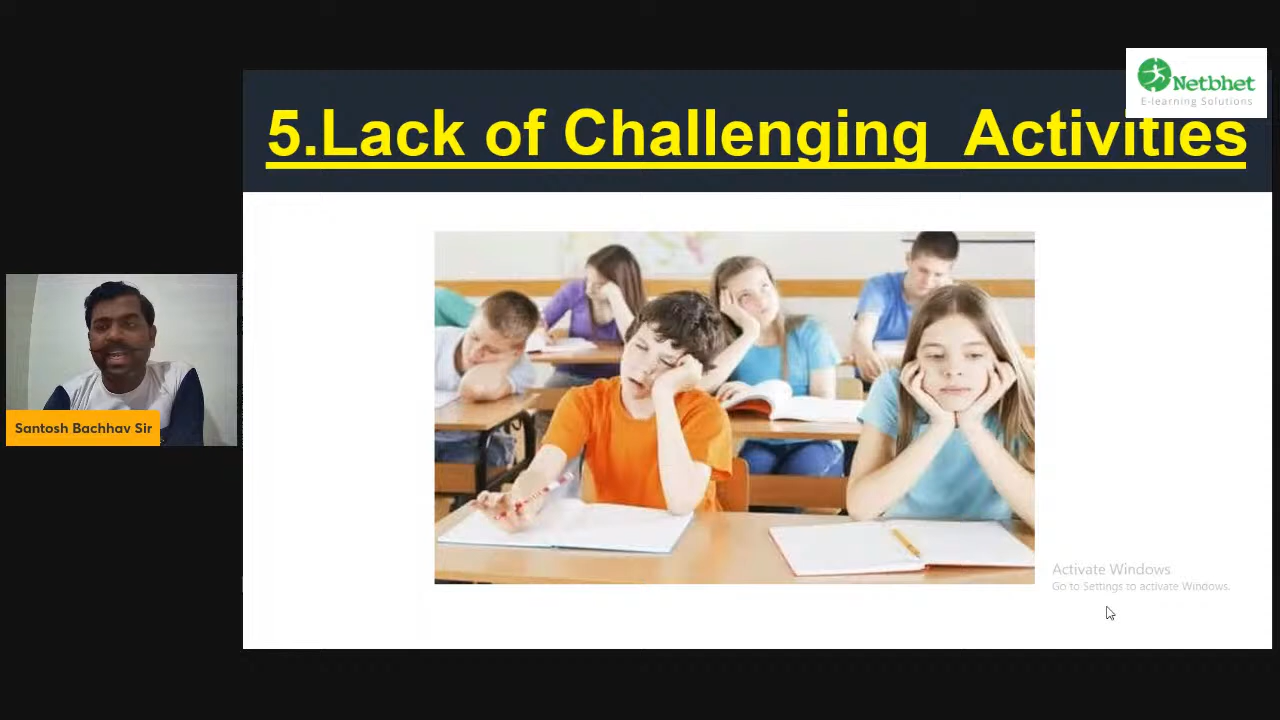 Netbhet
E-learning Solutions
5.Lack of Challenging  Activities
Santosh Bachhav Sir
Activate Windows
Go to Settings to activate Windows.